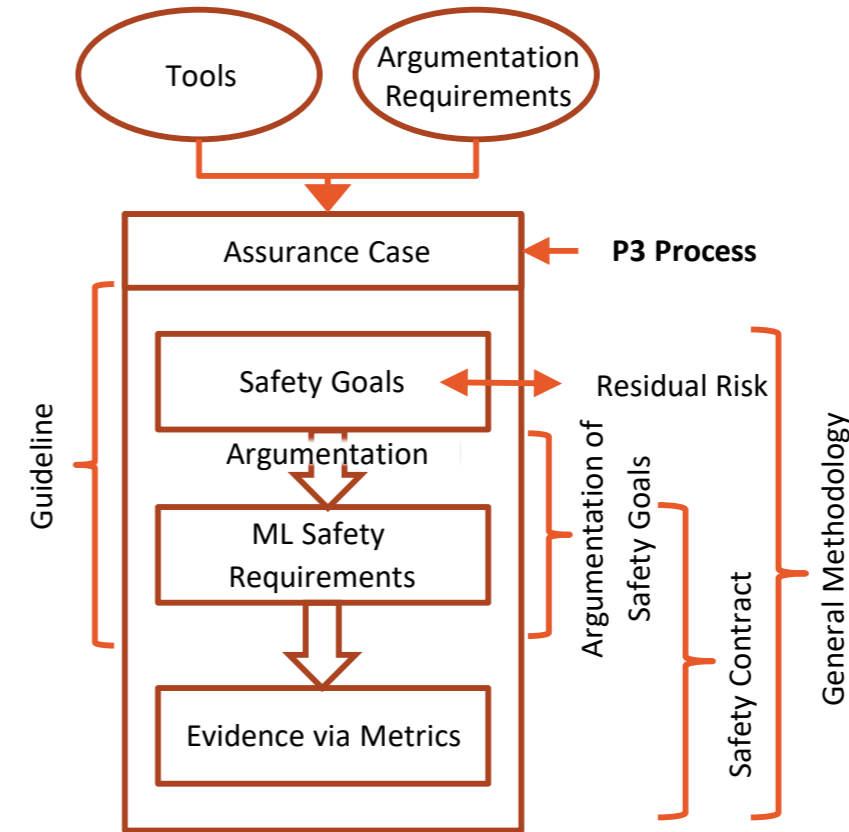 Tools
Argumentation
Requirements
Assurance Case
P3 Process
Safety Goals
Residual Risk
Argumentation
ML Safety
Requirements
Evidence via Metrics
Guideline
Argumentation of
Safety Goals
Safety Contract
General Methodology